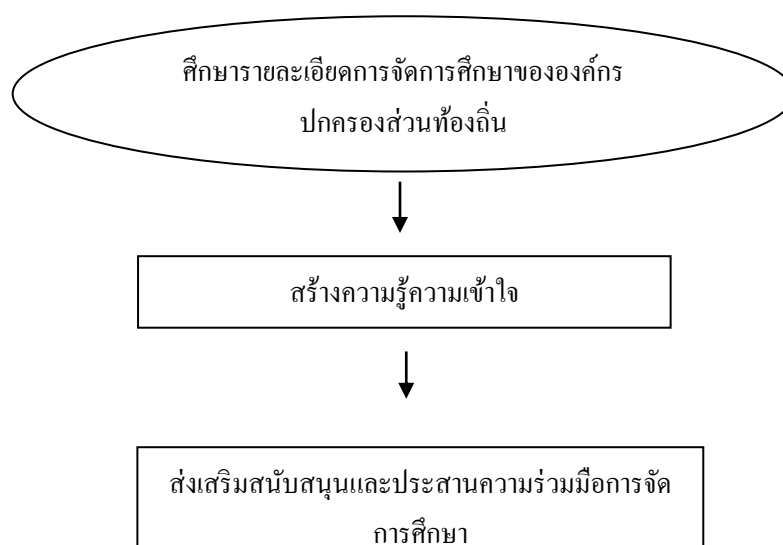 ศึกษารายละเอียดการจัดการศึกษาขององค์กร
ปกครองส่วนท้องถิ่น
สร้างความรู้ความเข้าใจ
ส่งเสริมสนับสนุนและประสานความร่วมมือการจัด
การศึกษา